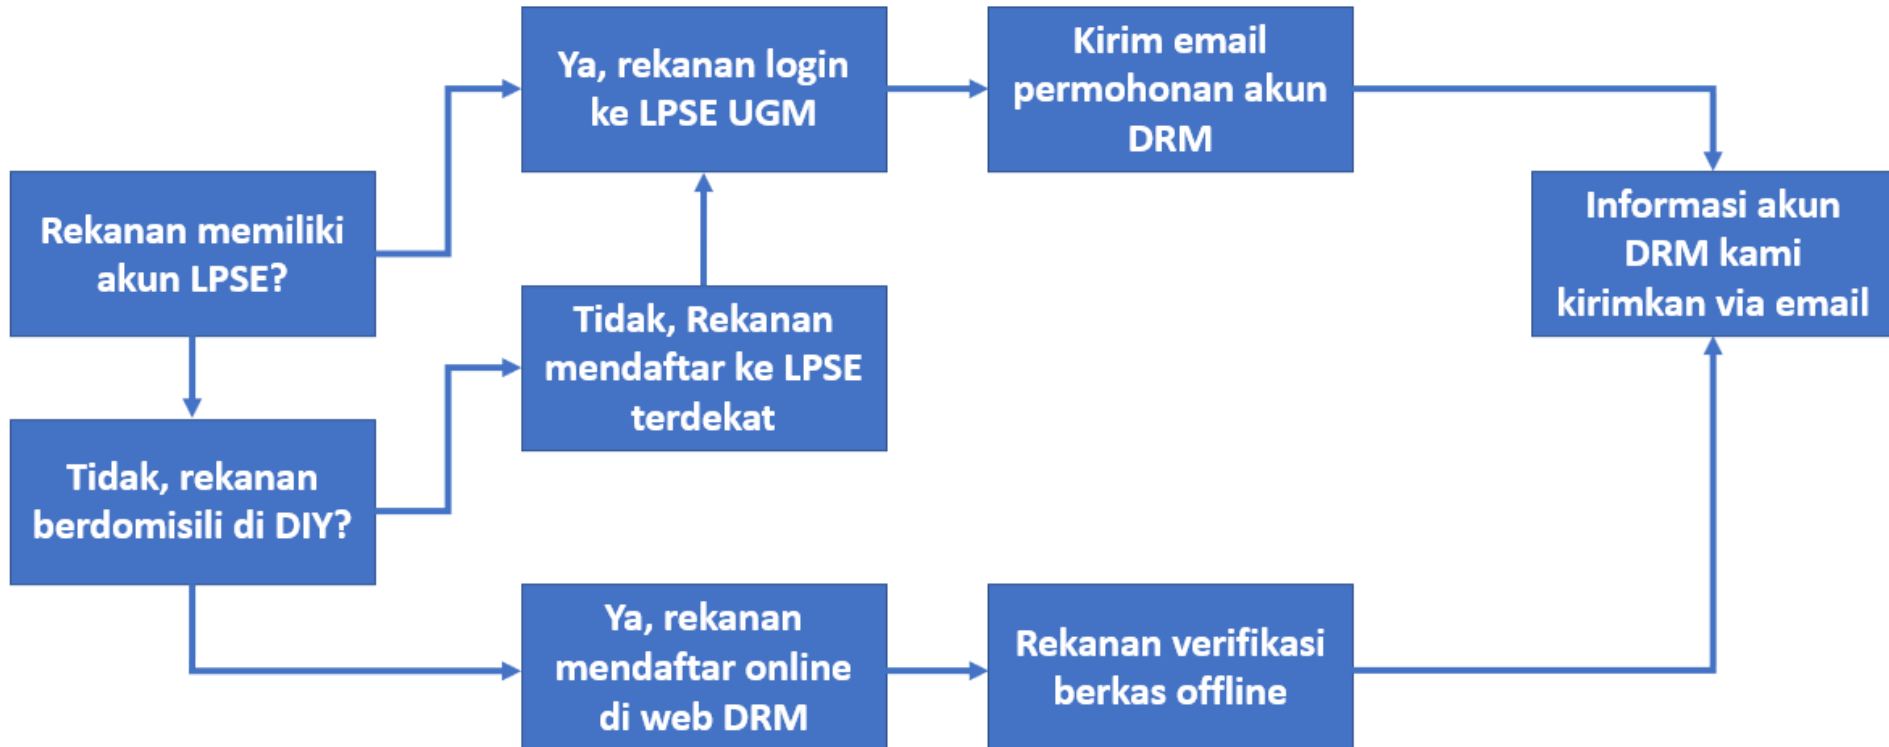 Rekanan memiliki
akun LPSE?
Ya, rekanan login
ke LPSE UGM
Kirim email
permohonan akun
DRM
Informasi akun
DRM kami
kirimkan via email
Tidak, Rekanan
mendaftar ke LPSE
terdekat
Tidak, rekanan
berdomisili di DIY?
Ya, rekanan
mendaftar online
di web DRM
Rekanan verifikasi
berkas offline